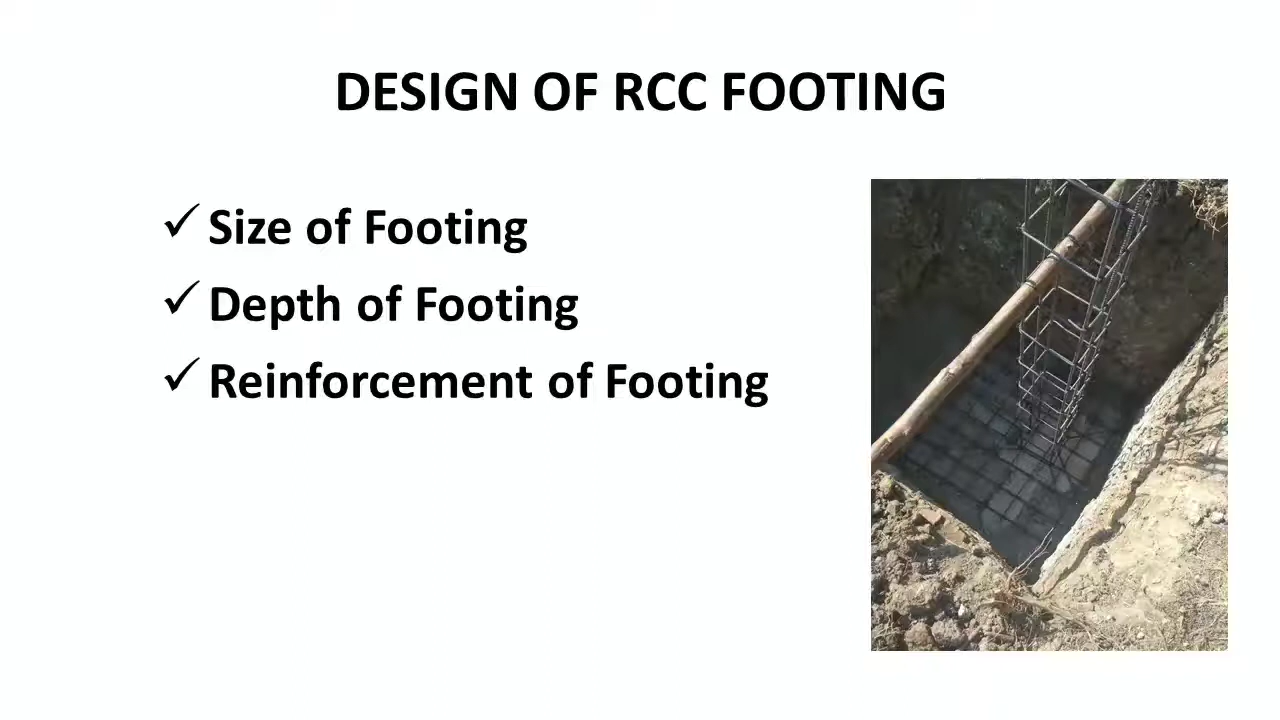 DESIGN OF RCC FOOTING
✓ Size of Footing
✓ Depth of Footing
✓ Reinforcement of Footing